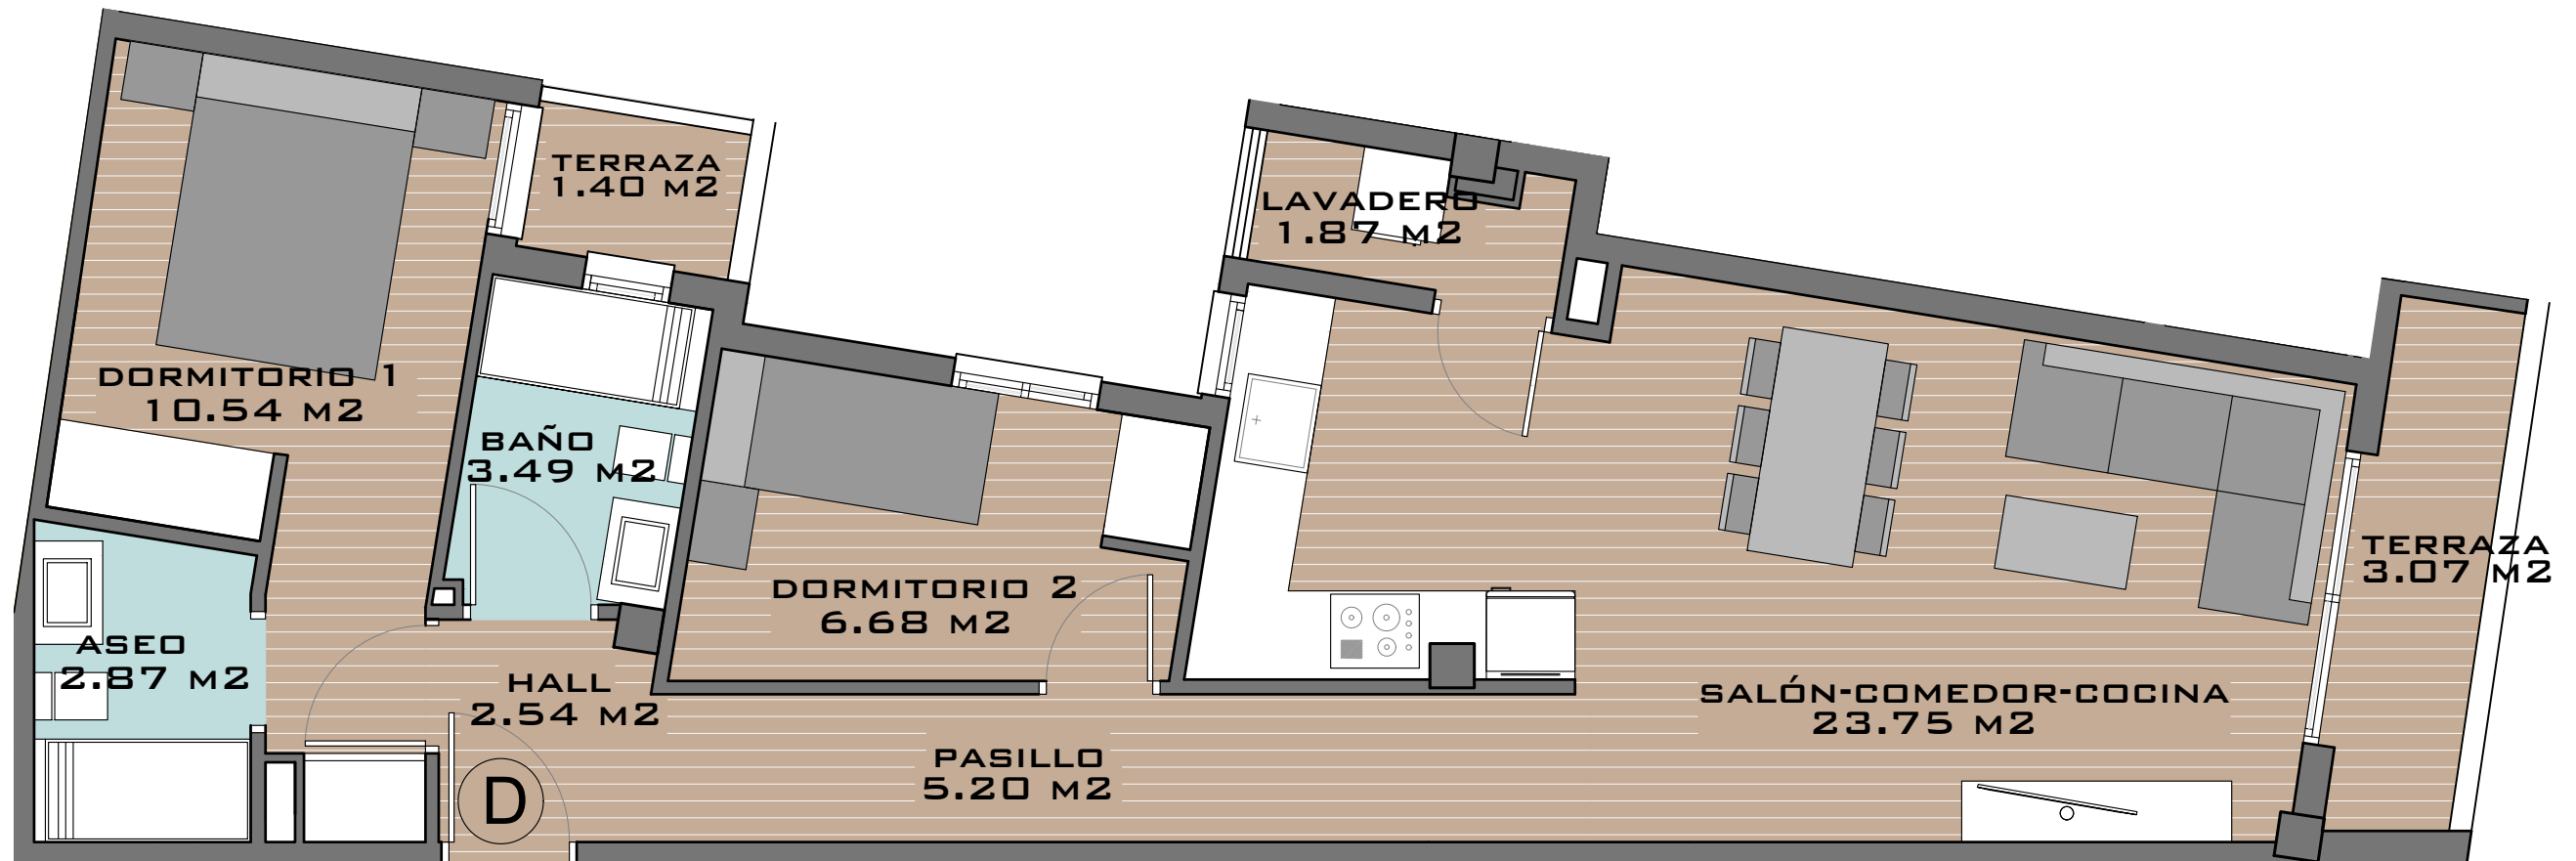 TERRAZA
1.40 M2
LAVADERO
1.87 M2
DORMITORIO 1
10.54 M2
BAÑO
3.49 M2
DORMITORIO 2
6.68 M2
TERRAZA
3.07 M2
ASEO
2.87 M2
HALL
2.54 M2
SALÓN-COMEDOR-COCINA
23.75 M2
PASILLO
5.20 M2
D